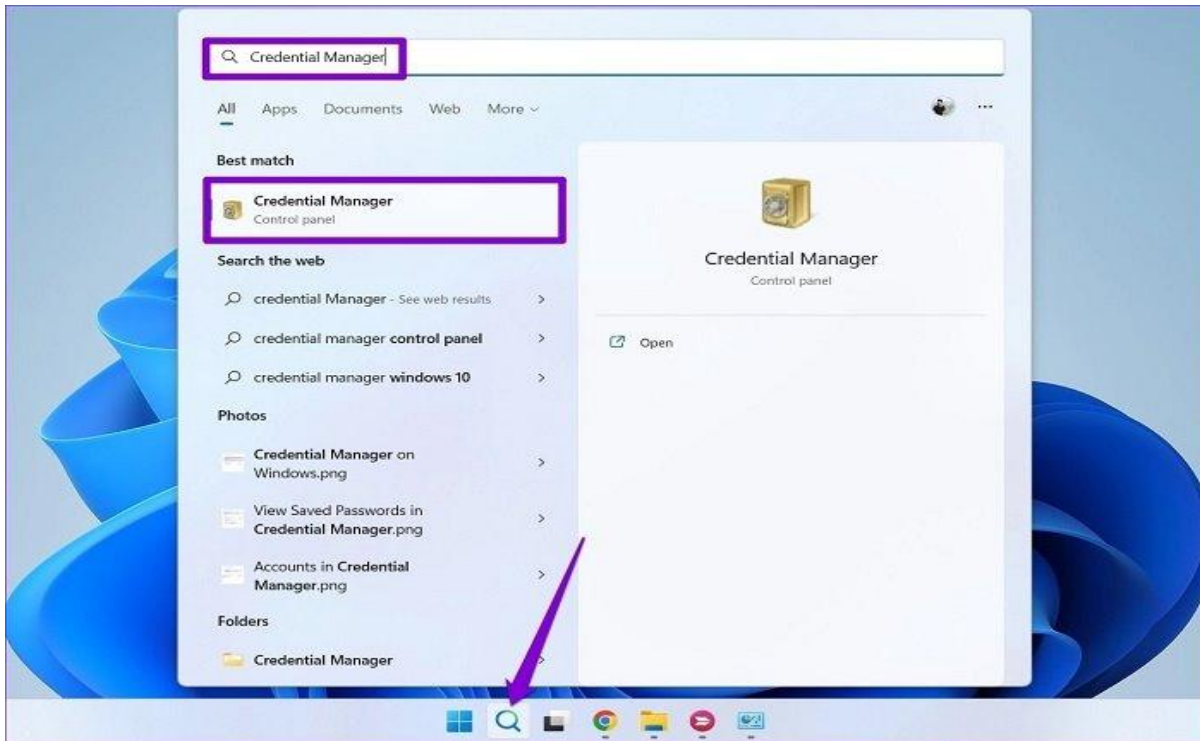 Credential Manager
All Apps Documents Web More
...
Best match
Credential Manager
Control panel
Search the web
credential Manager - See web results
credential manager control panel
credential manager windows 10
Photos
Credential Manager on
Windows.png
View Saved Passwords in
Credential Manager.png
Accounts in Credential
Manager.png
Folders
Credential Manager
Credential Manager
Control panel
Open